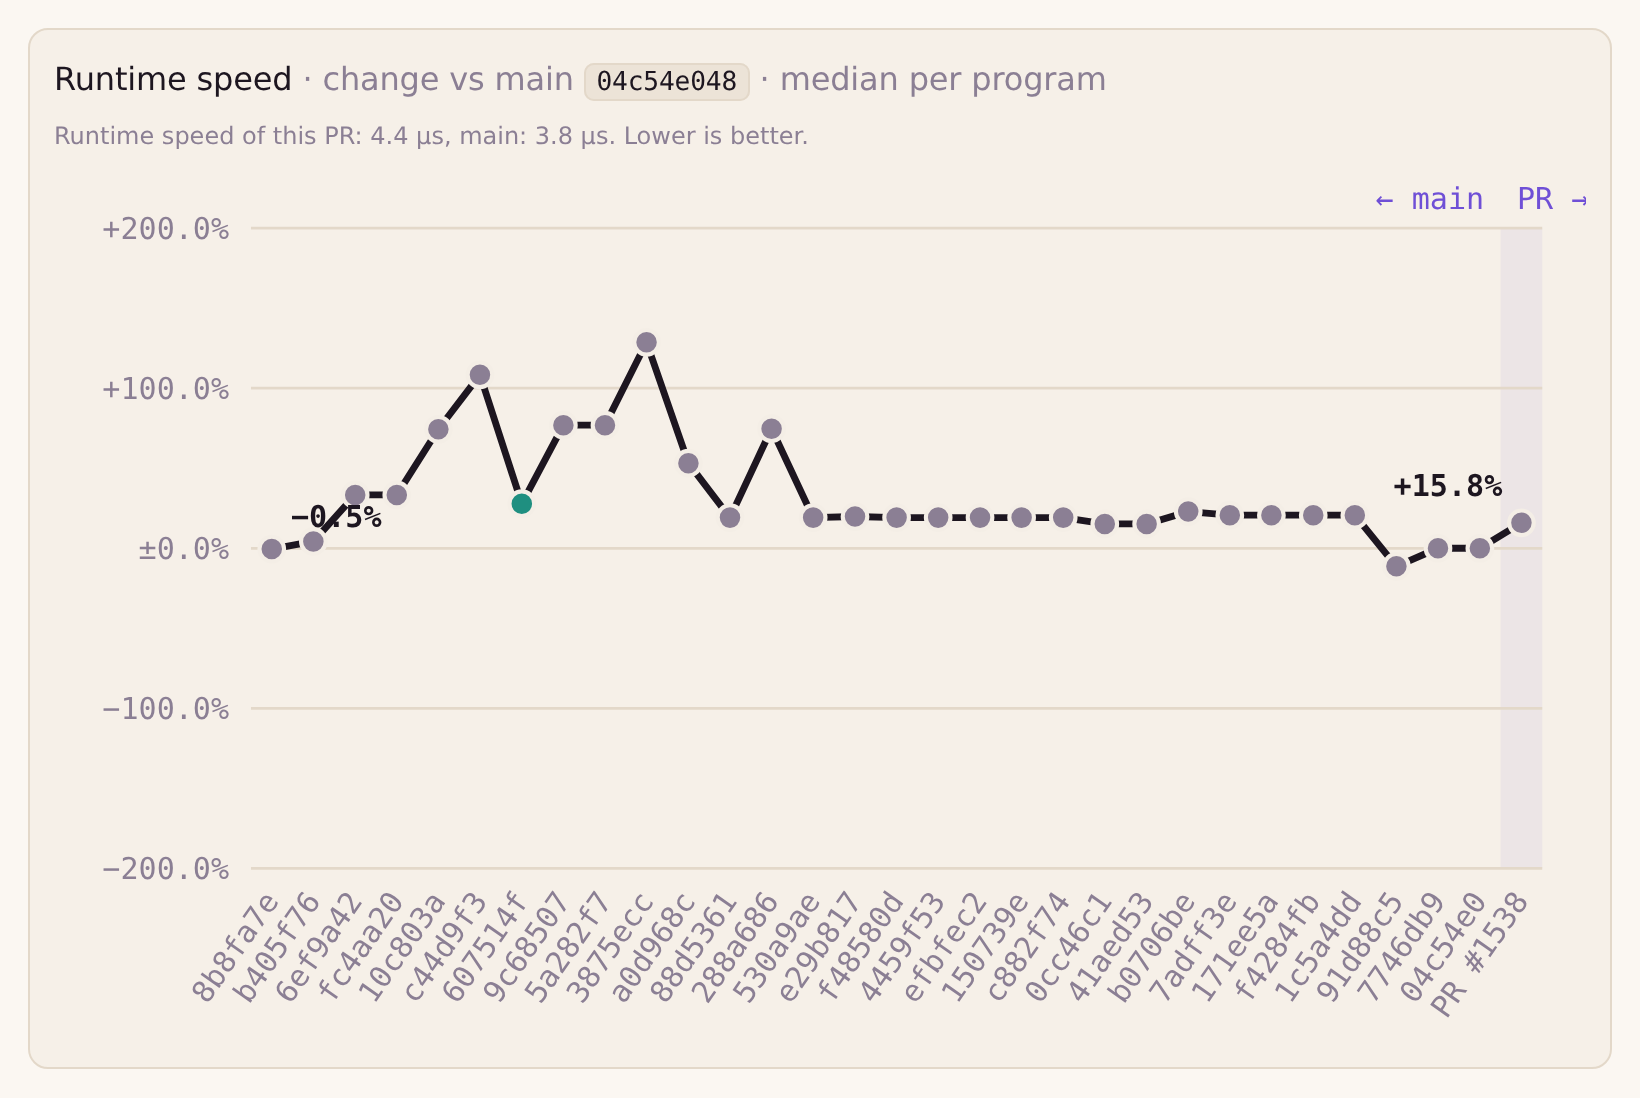 Runtime speed · change vs main 04c54e048 · median per program
Runtime speed of this PR: 4.4 µs, main: 3.8 µs. Lower is better.
← main PR →
+200.0%
+100.0%
±0.0%
−100.0%
−200.0%
−0.5%
+15.8%
8b8fa7e
b405f76
6ef9a42
fc4aa20
10c803a
c44d9f3
607514f
9c68507
5a282f7
3875ecc
a0d968c
88d5361
288a686
530a9ae
e29b817
f48580d
4459f53
efbfec2
150739e
c882f74
0cc46c1
41aed53
b0706be
7adff3e
171ee5a
f4284fb
1c5a4dd
91d88c5
7746db9
04c54e0
PR #1538